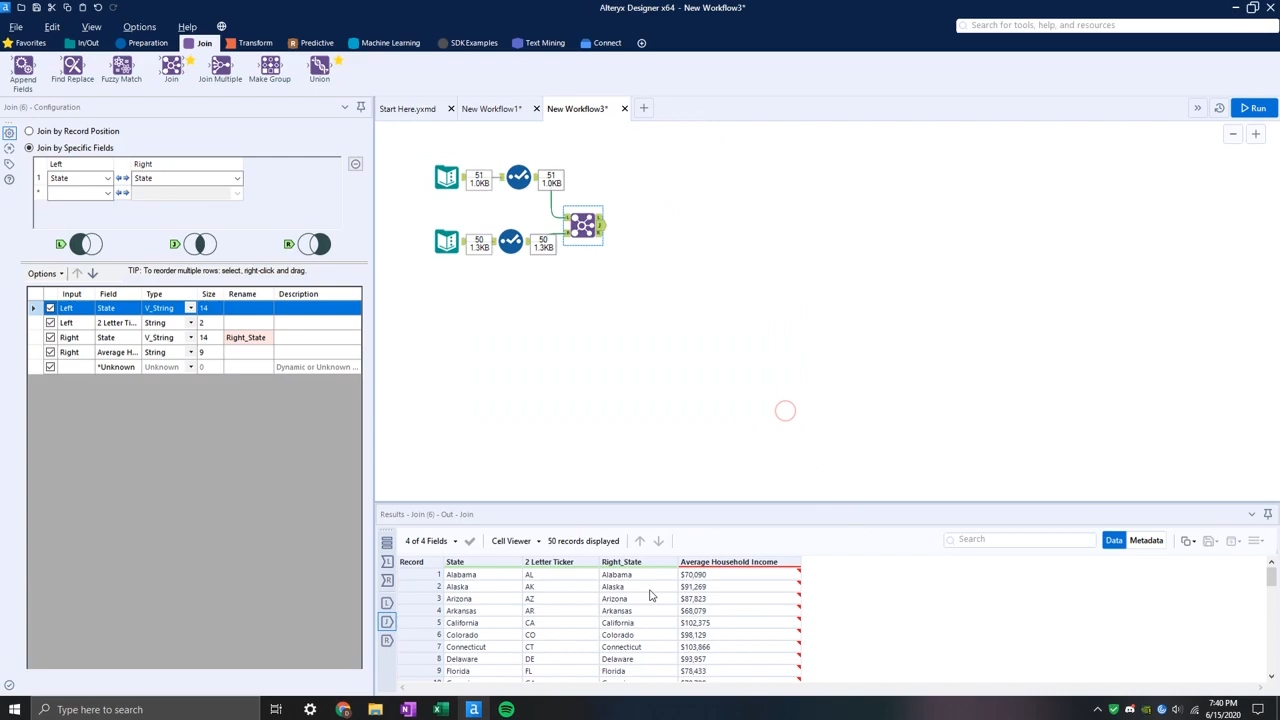 Alteryx Designer x64 - New Workflow3*
File Edit View Options Help
Search for tools, help, and resources
Favorites In/Out Preparation Join Transform Predictive Machine Learning SDKExamples Text Mining Connect
Append Fields
Find Replace
Fuzzy Match
Join
Join Multiple
Make Group
Union
Join (6) - Configuration
Start Here.yxmd New Workflow1* New Workflow3*
Run
Join by Record Position
Join by Specific Fields
Left Right
1 State State
*
L J R
Options TIP: To reorder multiple rows: select, right-click and drag.
Input Field Type Size Rename Description
Left State V_String 14
Left 2 Letter Ti... String 2
Right State V_String 14 Right_State
Right Average H... String 9
*Unknown Unknown 0 Dynamic or Unknown ...
51
1.0KB
51
1.0KB
50
1.3KB
50
1.3KB
L
J
R
Results - Join (6) - Out - Join
4 of 4 Fields Cell Viewer 50 records displayed Search Data Metadata
Record State 2 Letter Ticker Right_State Average Household Income
1 Alabama AL Alabama $70,090
2 Alaska AK Alaska $91,269
3 Arizona AZ Arizona $87,823
4 Arkansas AR Arkansas $68,079
5 California CA California $102,375
6 Colorado CO Colorado $98,129
7 Connecticut CT Connecticut $103,866
8 Delaware DE Delaware $93,957
9 Florida FL Florida $78,433
Type here to search
7:40 PM
6/15/2020